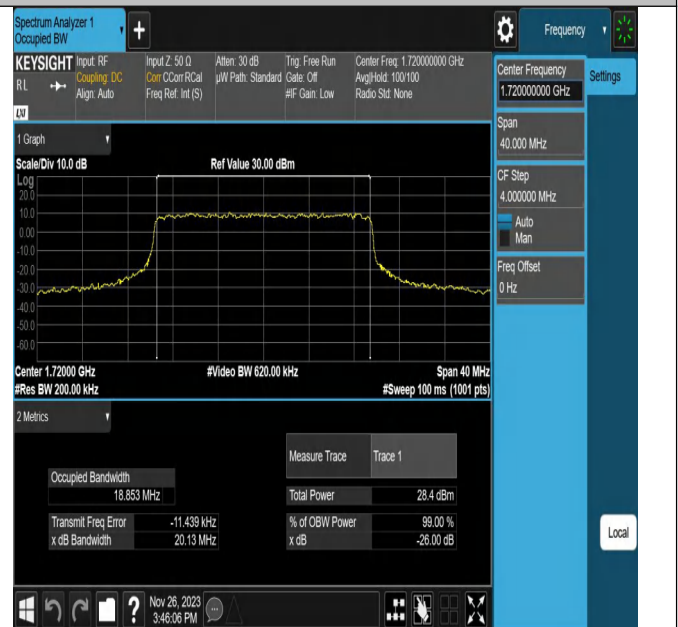 Spectrum Analyzer 1
Occupied BW
+
Frequency
KEYSIGHT
RL
LXI
Input: RF
Coupling: DC
Align: Auto
Input Z: 50 Ω
Corr CCorr RCal
Freq Ref: Int (S)
Atten: 30 dB
µW Path: Standard
Trig: Free Run
Gate: Off
#IF Gain: Low
Center Freq: 1.720000000 GHz
Avg|Hold: 100/100
Radio Std: None
Center Frequency
1.720000000 GHz
Settings
Span
40.000 MHz
CF Step
4.000000 MHz
Auto
Man
Freq Offset
0 Hz
1 Graph
Scale/Div 10.0 dB
Ref Value 30.00 dBm
Log
20.0
10.0
0.00
-10.0
-20.0
-30.0
-40.0
-50.0
-60.0
Center 1.72000 GHz
#Video BW 620.00 kHz
Span 40 MHz
#Res BW 200.00 kHz
#Sweep 100 ms (1001 pts)
2 Metrics
Measure Trace
Trace 1
Occupied Bandwidth
18.853 MHz
Total Power
28.4 dBm
Transmit Freq Error
-11.439 kHz
% of OBW Power
99.00 %
x dB Bandwidth
20.13 MHz
x dB
-26.00 dB
Local
?
Nov 26, 2023
3:46:06 PM